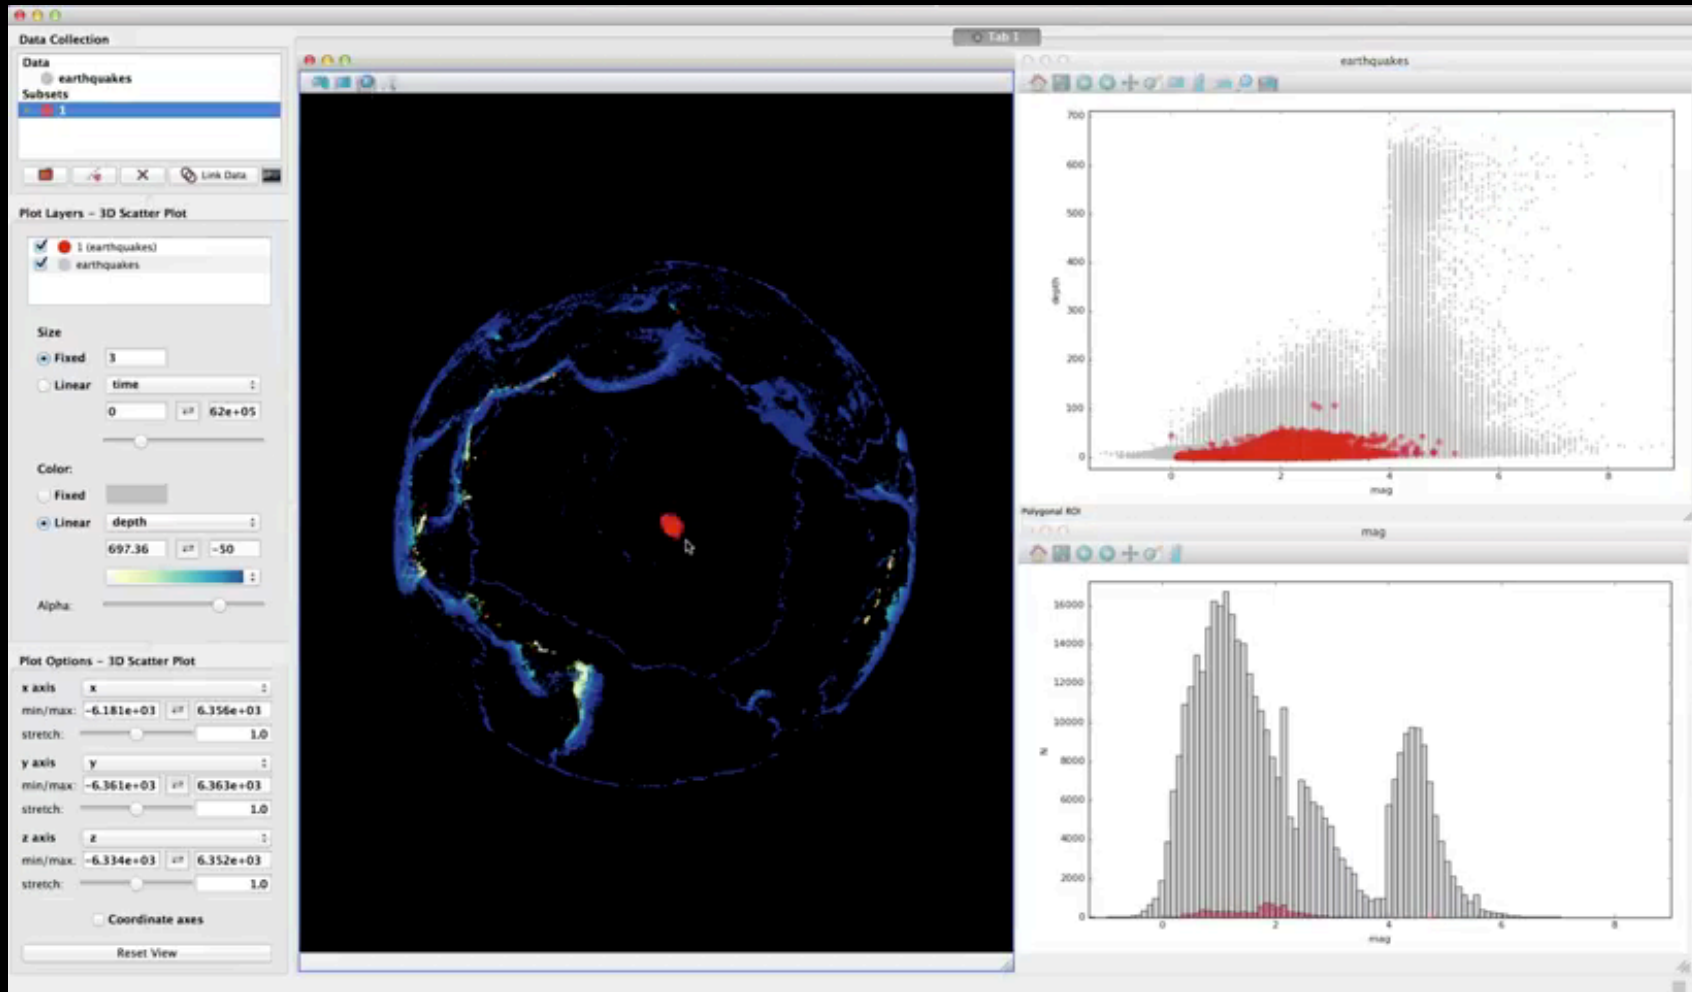 Tab 1
Data Collection
Data
earthquakes
Subsets
1
Link Data
Plot Layers - 3D Scatter Plot
1 (earthquakes)
earthquakes
Size
Fixed 3
Linear time
0 62e+05
Color:
Fixed
Linear depth
697.36 -50
Alpha:
Plot Options - 3D Scatter Plot
x axis x
min/max: -6.181e+03 6.356e+03
stretch: 1.0
y axis y
min/max: -6.361e+03 6.363e+03
stretch: 1.0
z axis z
min/max: -6.334e+03 6.352e+03
stretch: 1.0
Coordinate axes
Reset View
earthquakes
700
600
500
400
300
200
100
0
depth
0 2 4 6 8
mag
Polygonal ROI
mag
16000
14000
12000
10000
8000
6000
4000
2000
0
N
0 2 4 6 8
mag